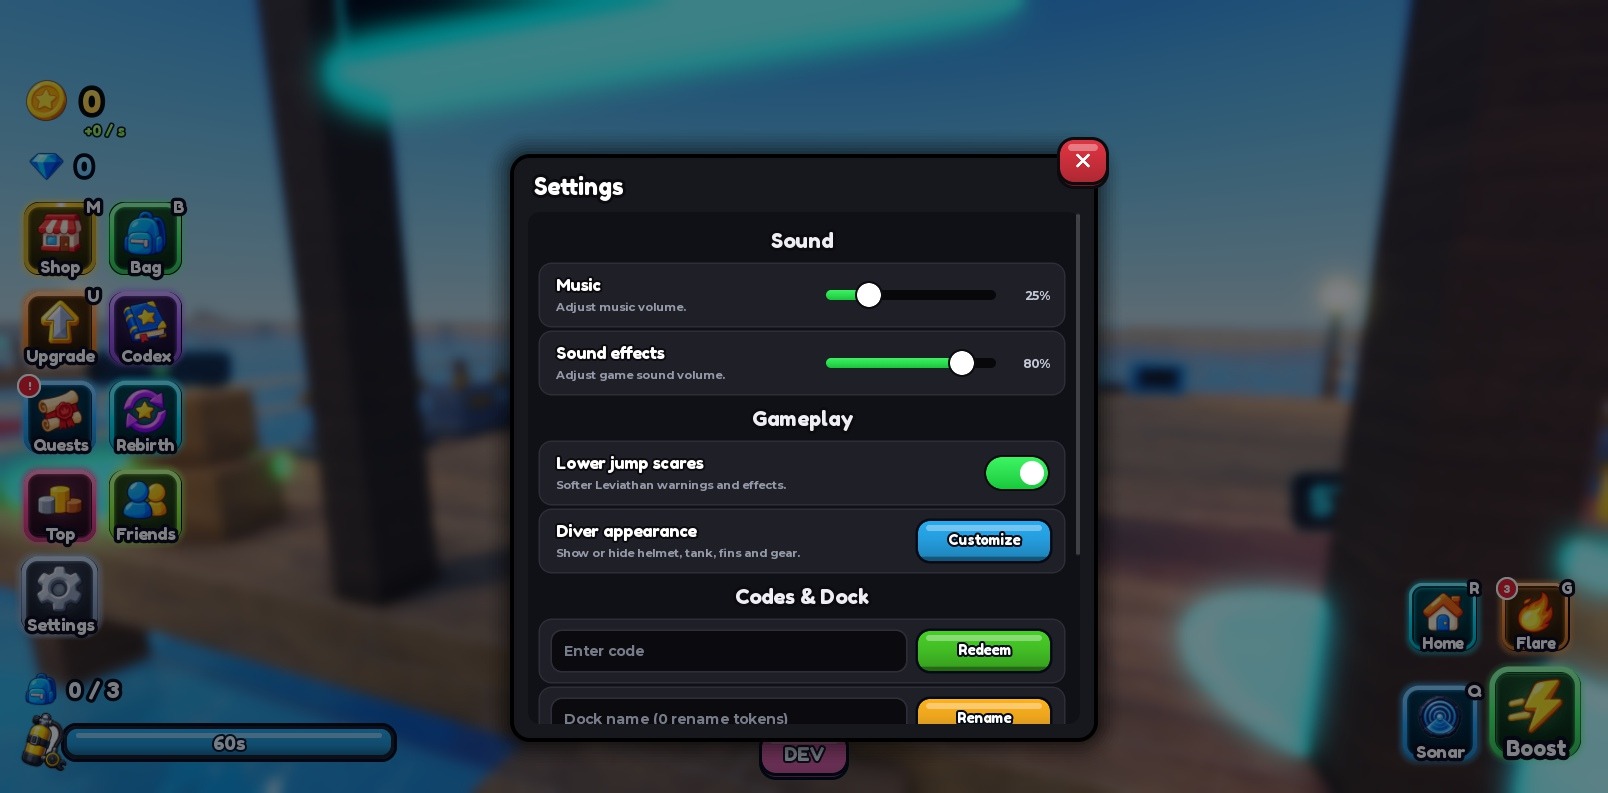 0
+0 / s
0
M
Shop
B
Bag
U
Upgrade
Codex
!
Quests
Rebirth
Top
Friends
Settings
0 / 3
60s
Settings
Sound
Music
Adjust music volume.
25%
Sound effects
Adjust game sound volume.
80%
Gameplay
Lower jump scares
Softer Leviathan warnings and effects.
Diver appearance
Show or hide helmet, tank, fins and gear.
Customize
Codes & Dock
Enter code
Redeem
Dock name (0 rename tokens)
Rename
DEV
R
Home
3
G
Flare
Q
Sonar
Boost